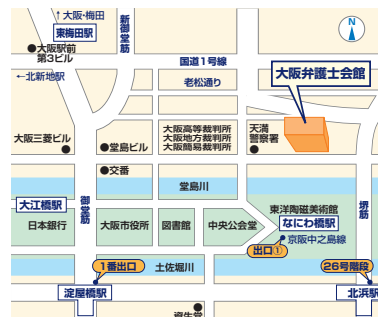 ↑大阪・梅田
東梅田駅
新御堂筋
N
●大阪駅前
第3ビル
国道1号線
←北新地駅
老松通り
大阪弁護士会館
大阪高等裁判所
大阪地方裁判所
大阪簡易裁判所
天満
警察署
大阪三菱ビル
●堂島ビル
●交番
堂島川
大江橋駅
御堂筋
東洋陶磁美術館
なにわ橋駅
堺筋
日本銀行
大阪市役所
図書館
中央公会堂
京阪中之島線
出口①
1番出口
土佐堀川
26号階段
淀屋橋駅
北浜駅